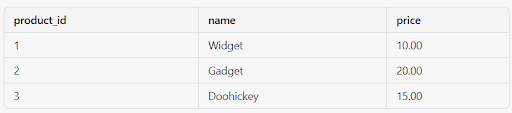 product_id name price
1 Widget 10.00
2 Gadget 20.00
3 Doohickey 15.00